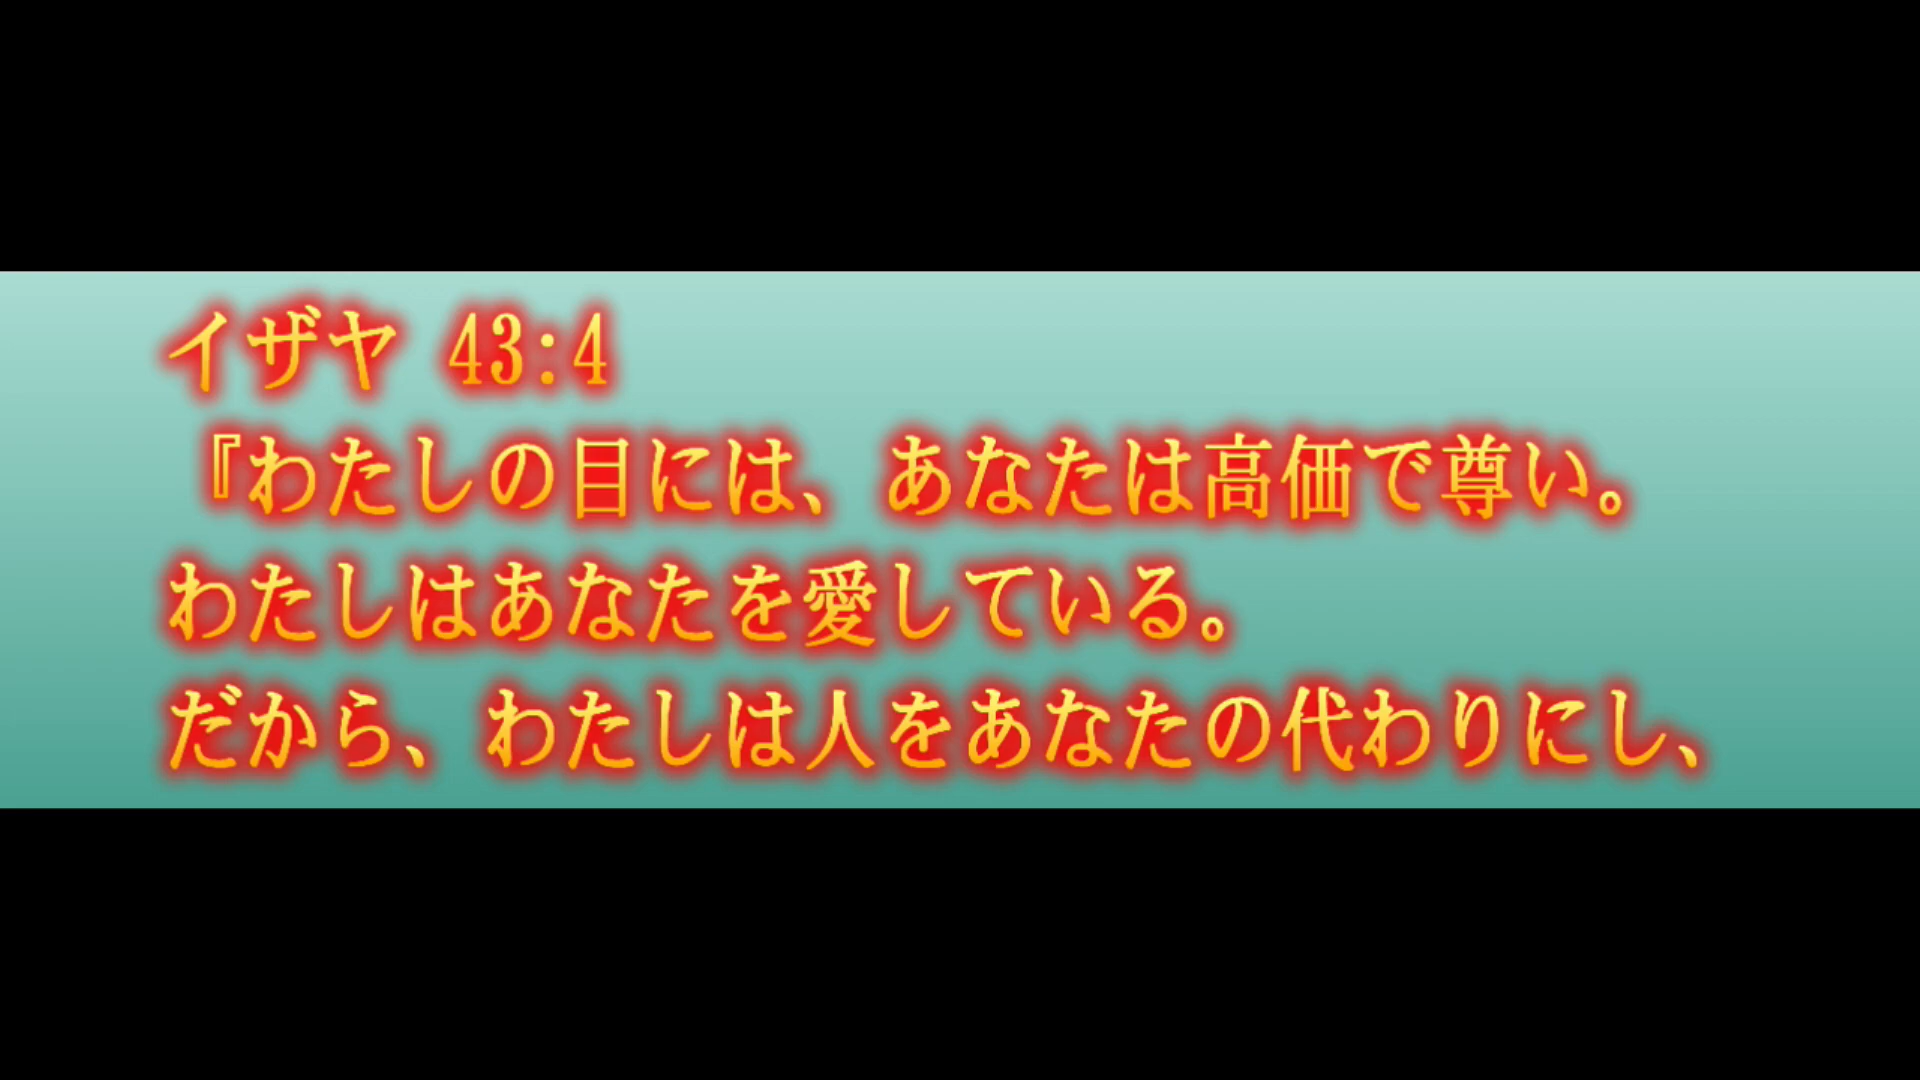 イザヤ 43:4
『わたしの目には、あなたは高価で尊い。
わたしはあなたを愛している。
だから、わたしは人をあなたの代わりにし、